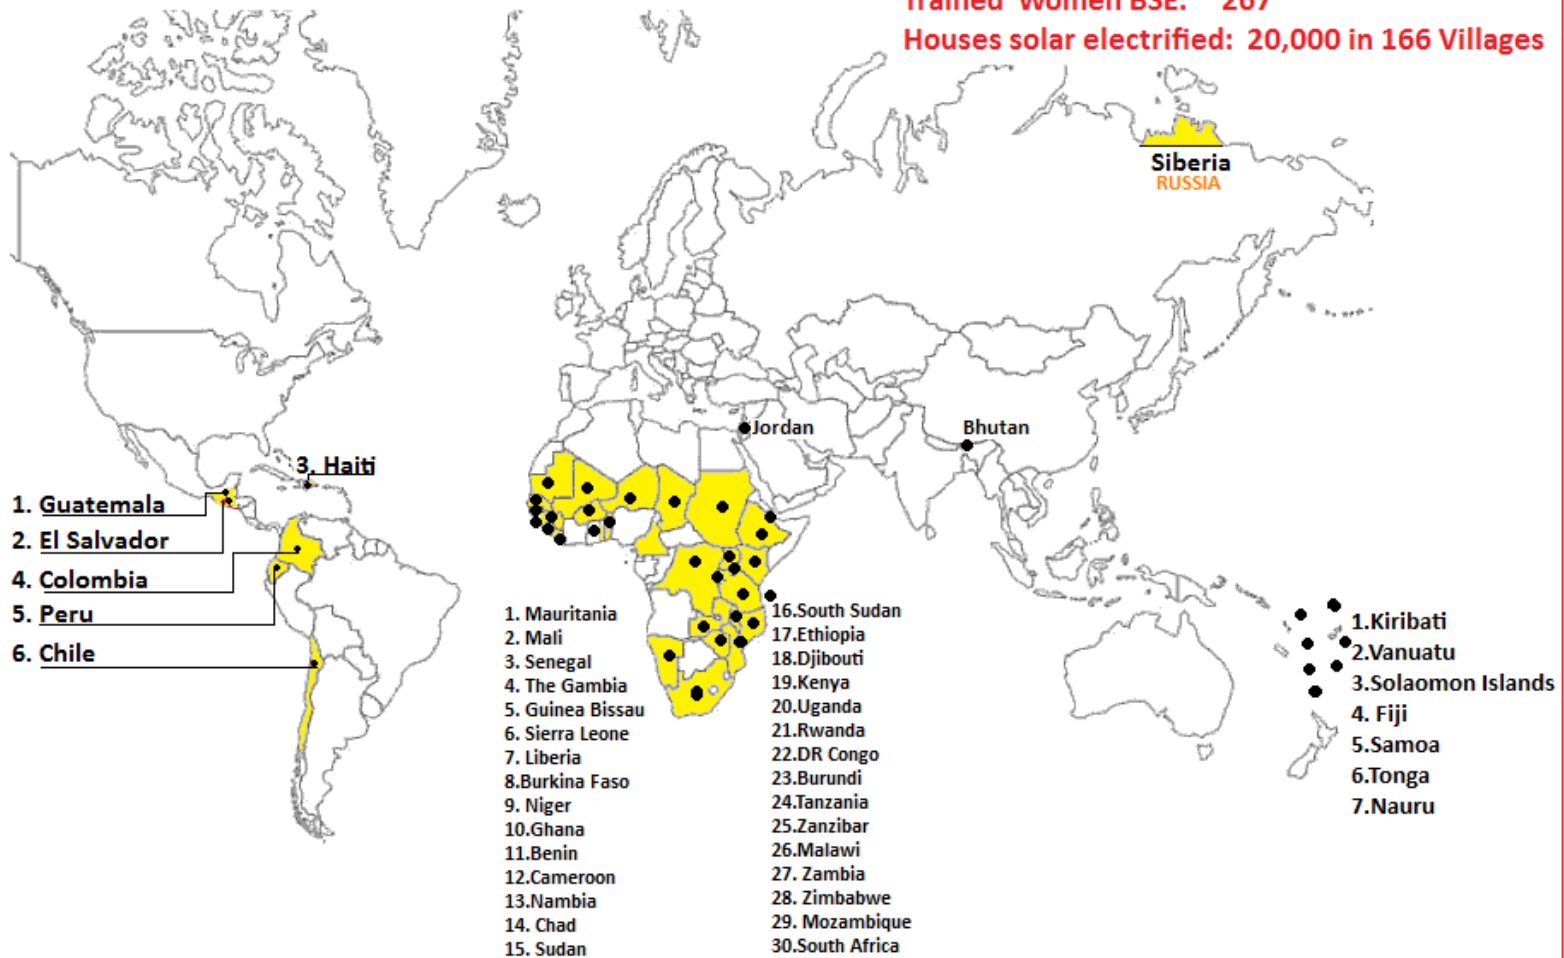 Trained Women BSE: 267
Houses solar electrified: 20,000 in 166 Villages
Siberia
RUSSIA
Jordan
Bhutan
3. Haiti
1. Guatemala
2. El Salvador
4. Colombia
5. Peru
6. Chile
1. Mauritania
2. Mali
3. Senegal
4. The Gambia
5. Guinea Bissau
6. Sierra Leone
7. Liberia
8.Burkina Faso
9. Niger
10.Ghana
11.Benin
12.Cameroon
13.Nambia
14. Chad
15. Sudan
16.South Sudan
17.Ethiopia
18.Djibouti
19.Kenya
20.Uganda
21.Rwanda
22.DR Congo
23.Burundi
24.Tanzania
25.Zanzibar
26.Malawi
27. Zambia
28. Zimbabwe
29. Mozambique
30.South Africa
1.Kiribati
2.Vanuatu
3.Solaomon Islands
4. Fiji
5.Samoa
6.Tonga
7.Nauru